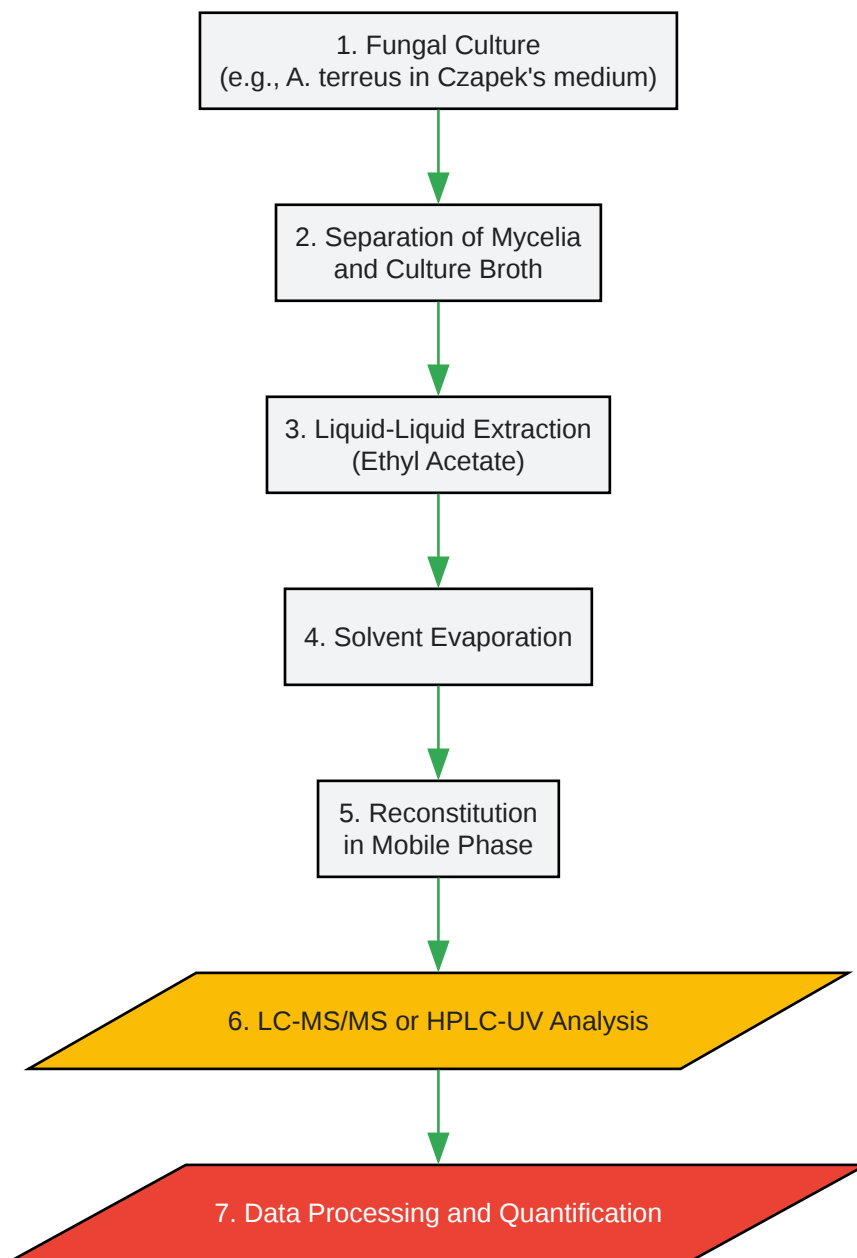 1. Fungal Culture
(e.g., A. terreus in Czapek's medium)
2. Separation of Mycelia
and Culture Broth
3. Liquid-Liquid Extraction
(Ethyl Acetate)
4. Solvent Evaporation
5. Reconstitution
in Mobile Phase
6. LC-MS/MS or HPLC-UV Analysis
7. Data Processing and Quantification